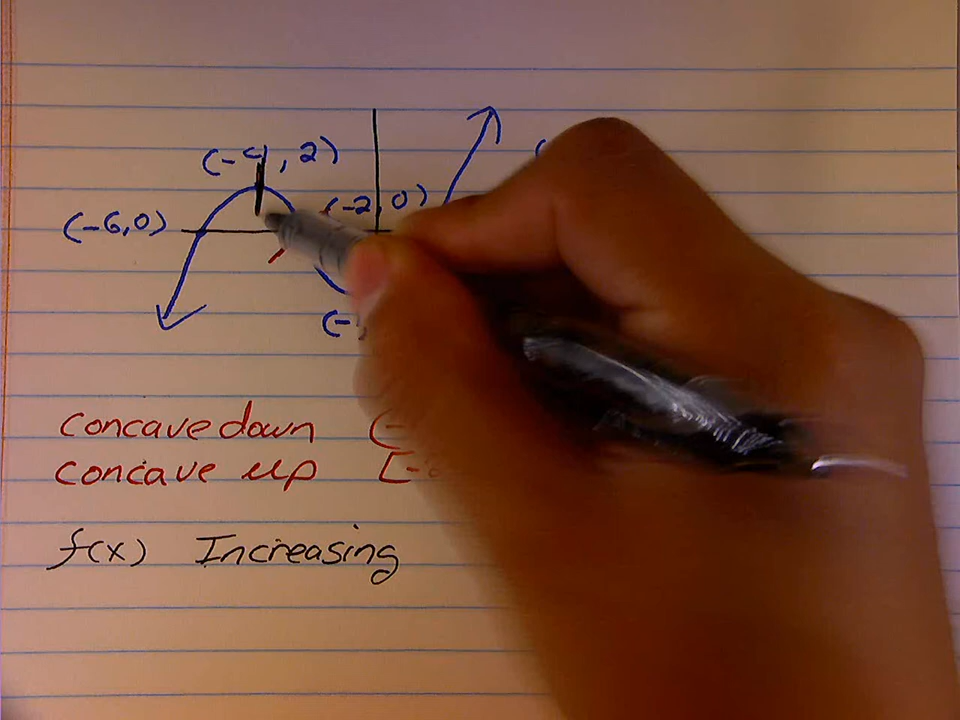 (-4, 2)
(-2, 0)
(-6, 0)
(-
concave down (-
concave up [-
f(x) Increasing